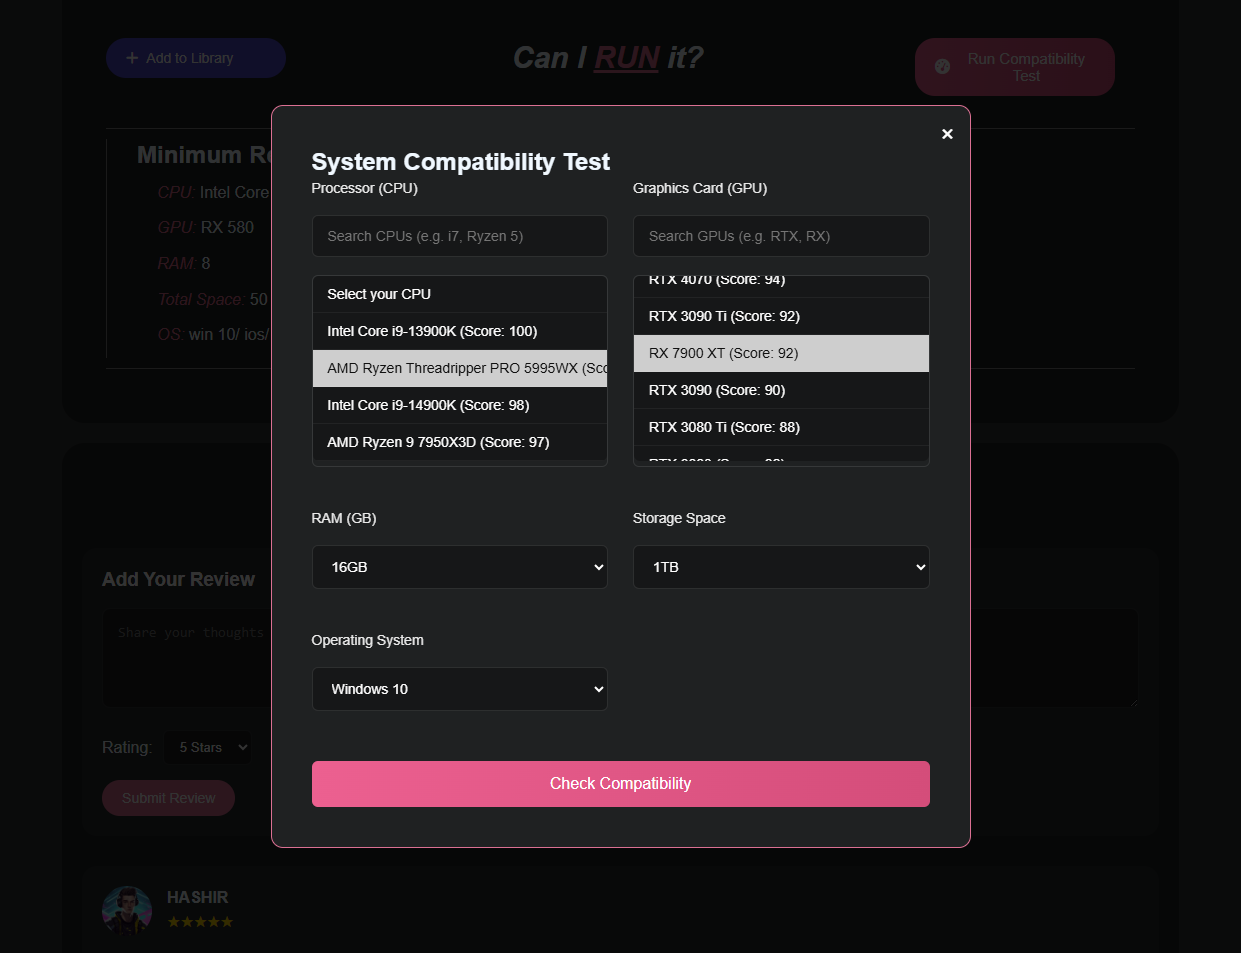 Add to Library
Can I RUN it?
Run Compatibility
Test
Minimum Re
CPU: Intel Core
GPU: RX 580
RAM: 8
Total Space: 50
OS: win 10/ ios/
×
System Compatibility Test
Processor (CPU)
Search CPUs (e.g. i7, Ryzen 5)
Select your CPU
Intel Core i9-13900K (Score: 100)
AMD Ryzen Threadripper PRO 5995WX (Sco
Intel Core i9-14900K (Score: 98)
AMD Ryzen 9 7950X3D (Score: 97)
Graphics Card (GPU)
Search GPUs (e.g. RTX, RX)
RTX 4070 (Score: 94)
RTX 3090 Ti (Score: 92)
RX 7900 XT (Score: 92)
RTX 3090 (Score: 90)
RTX 3080 Ti (Score: 88)
RAM (GB)
16GB
Storage Space
1TB
Operating System
Windows 10
Check Compatibility
Add Your Review
Share your thoughts
Rating: 5 Stars
Submit Review
HASHIR
★★★★★